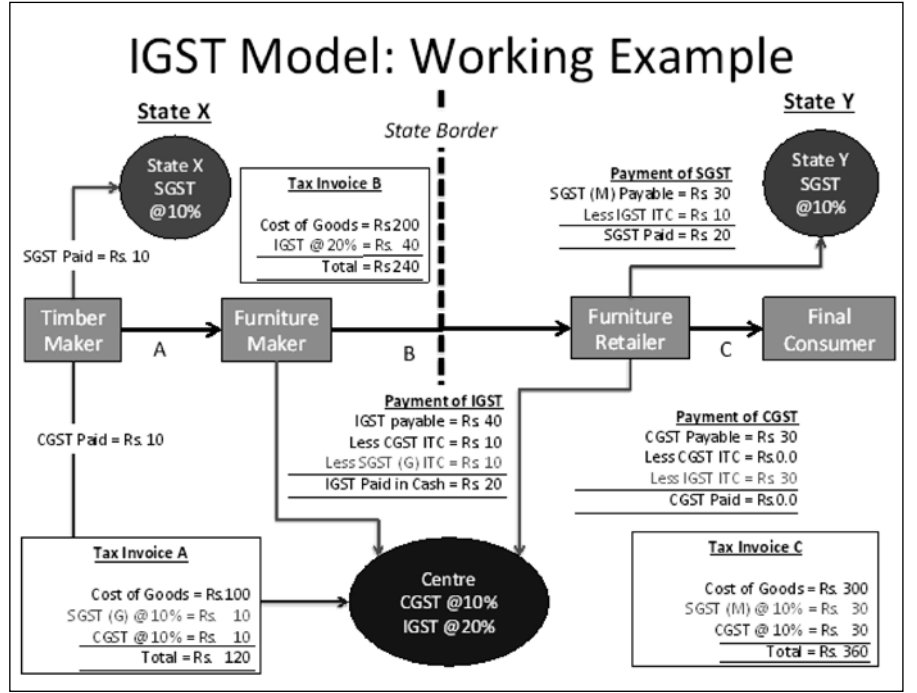 IGST Model: Working Example
State X
State Y
State Border
State X
SGST
@10%
State Y
SGST
@10%
Tax Invoice B
Cost of Goods = Rs200
IGST @ 20% = Rs. 40
Total = Rs240
Payment of SGST
SGST (M) Payable = Rs 30
Less IGST ITC = Rs 10
SGST Paid = Rs 20
SGST Paid = Rs. 10
Timber
Maker
A
Furniture
Maker
B
Furniture
Retailer
C
Final
Consumer
CGST Paid = Rs. 10
Payment of IGST
IGST payable = Rs 40
Less CGST ITC = Rs 10
Less SGST (G) ITC = Rs 10
IGST Paid in Cash = Rs 20
Payment of CGST
CGST Payable = Rs 30
Less CGST ITC = Rs.0.0
Less IGST ITC = Rs 30
CGST Paid = Rs.0.0
Tax Invoice A
Cost of Goods = Rs.100
SGST (G) @ 10% = Rs. 10
CGST @ 10% = Rs. 10
Total = Rs. 120
Centre
CGST @10%
IGST @20%
Tax Invoice C
Cost of Goods = Rs. 300
SGST (M) @ 10% = Rs. 30
CGST @ 10% = Rs. 30
Total = Rs. 360